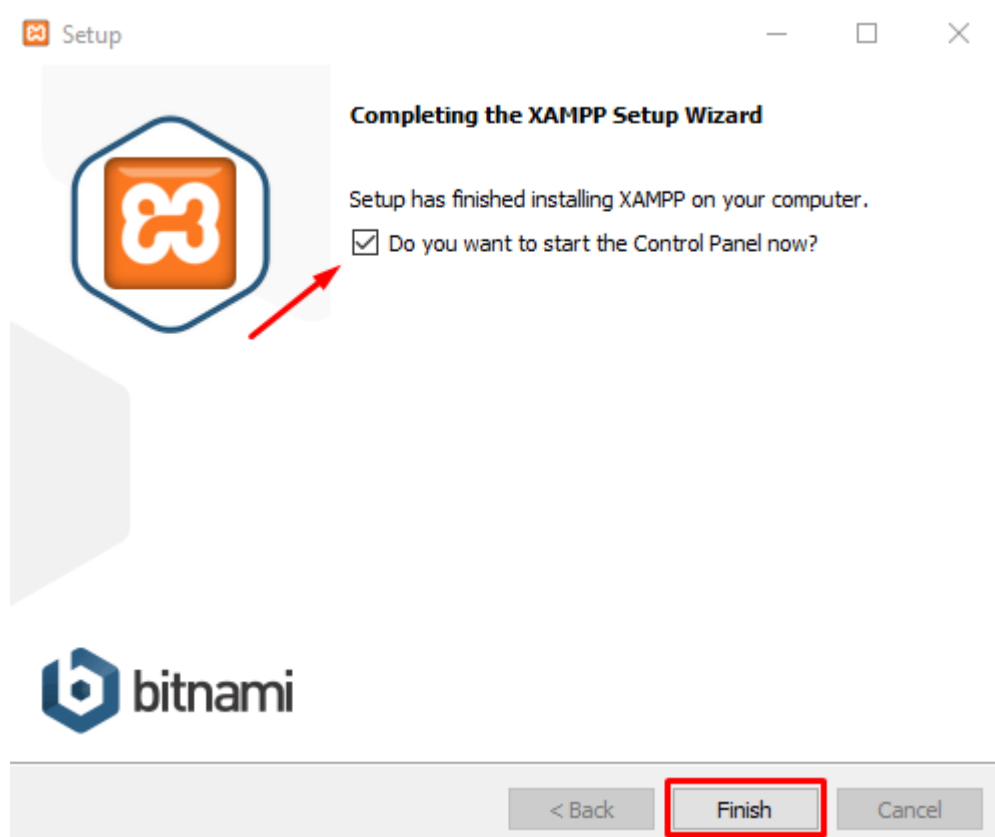 Setup
Completing the XAMPP Setup Wizard
Setup has finished installing XAMPP on your computer.
Do you want to start the Control Panel now?
bitnami
< Back
Finish
Cancel